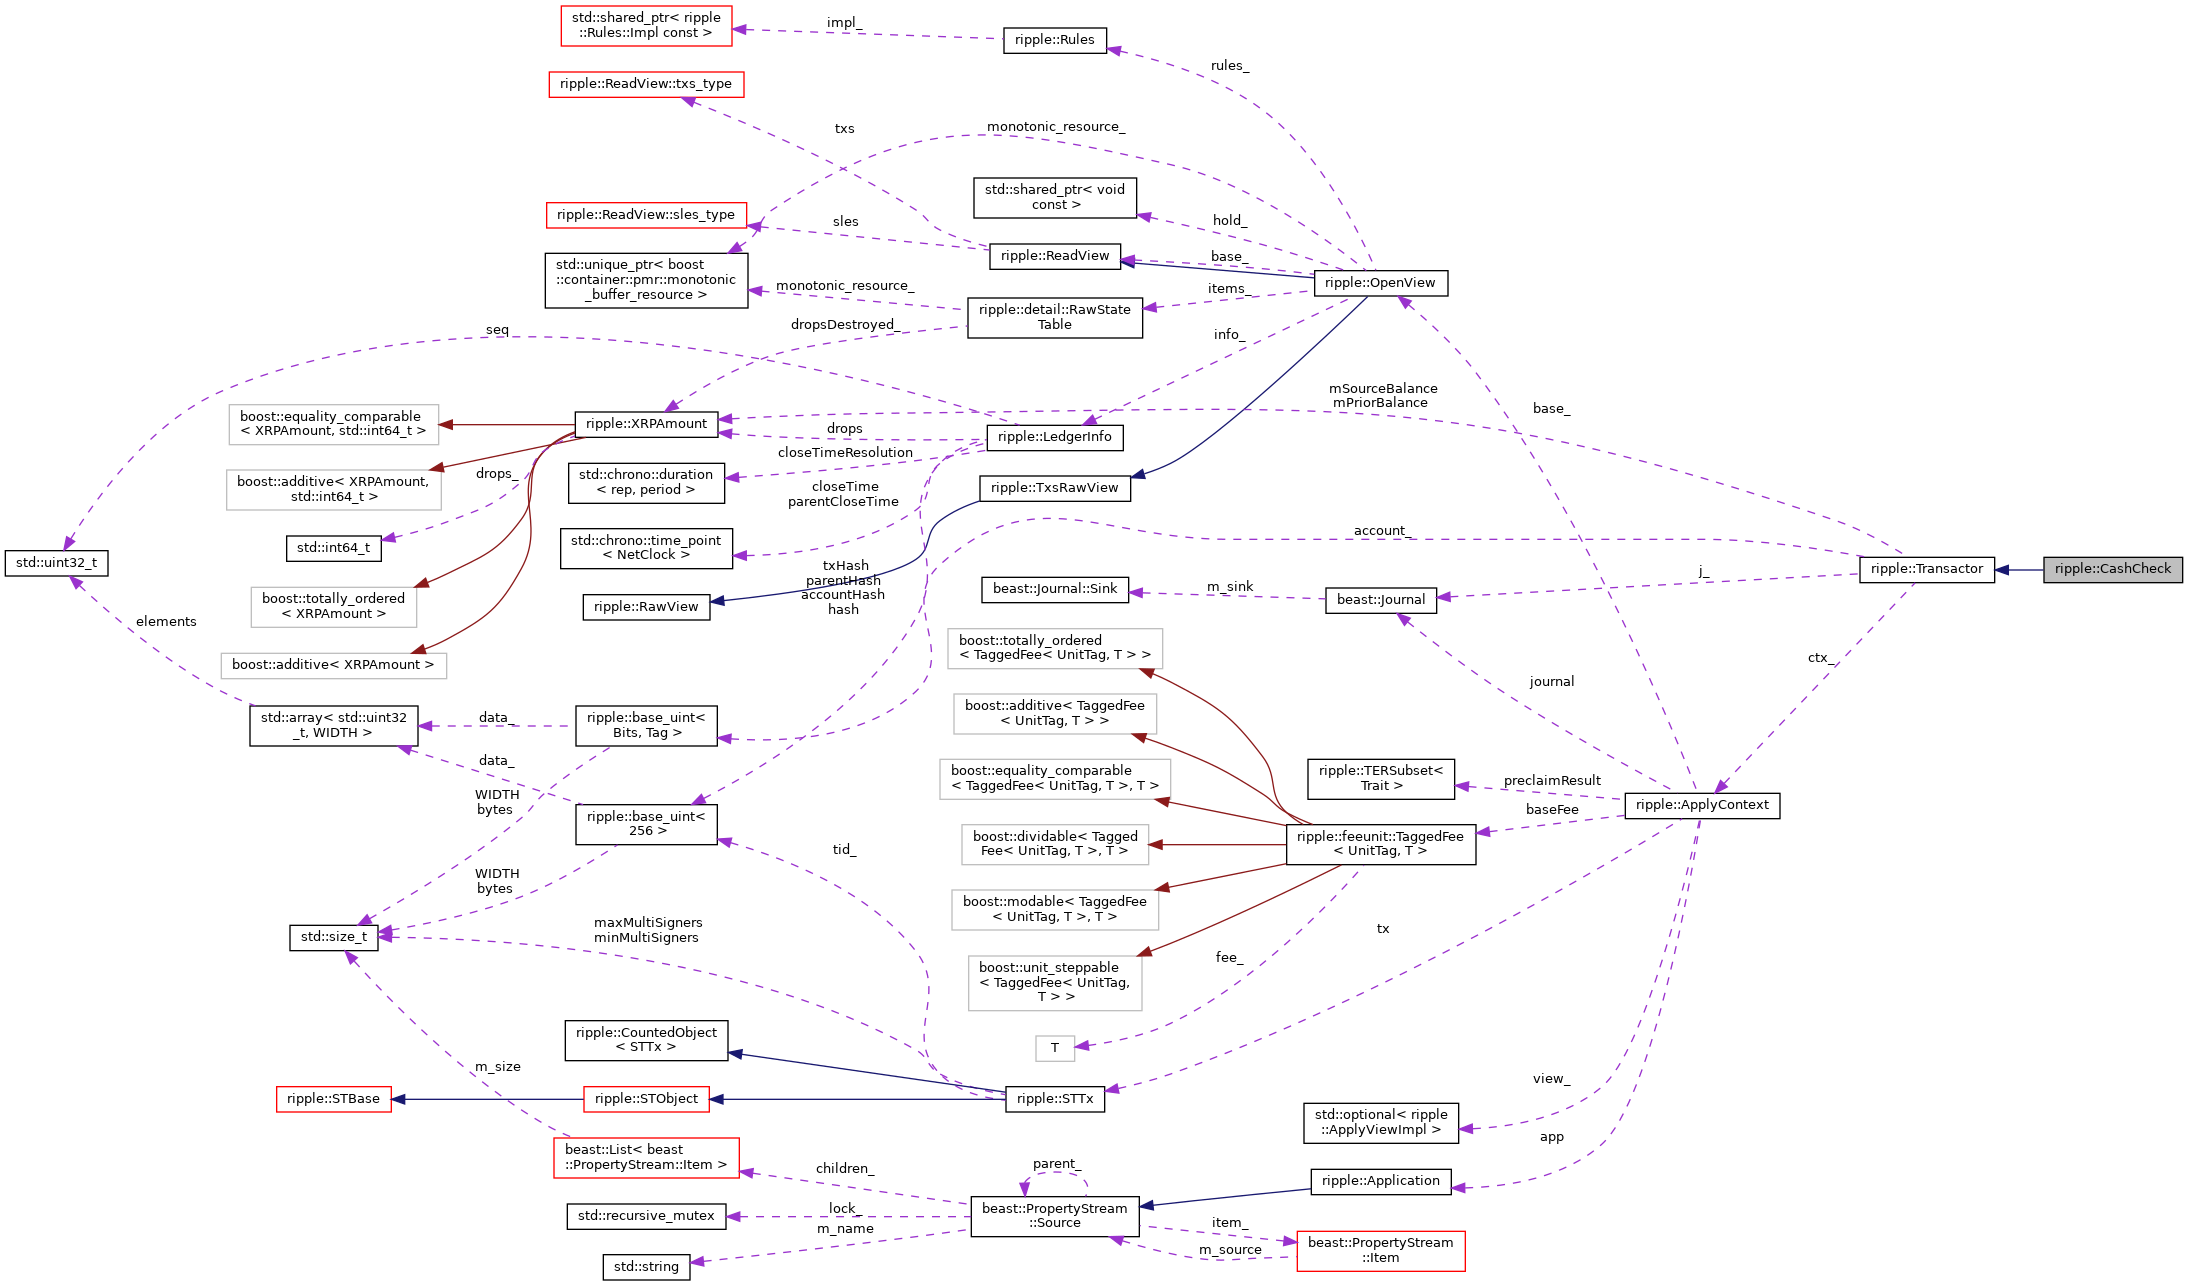 std::shared_ptr< ripple
::Rules::Impl const >
impl_
ripple::Rules
rules_
ripple::ReadView::txs_type
txs
monotonic_resource_
std::shared_ptr< void
const >
hold_
ripple::ReadView::sles_type
sles
ripple::ReadView
base_
std::unique_ptr< boost
::container::pmr::monotonic
_buffer_resource >
monotonic_resource_
ripple::detail::RawState
Table
items_
ripple::OpenView
seq
dropsDestroyed_
info_
boost::equality_comparable
< XRPAmount, std::int64_t >
ripple::XRPAmount
drops
ripple::LedgerInfo
mSourceBalance
mPriorBalance
base_
boost::additive< XRPAmount,
std::int64_t >
drops_
std::chrono::duration
< rep, period >
closeTimeResolution
closeTime
parentCloseTime
ripple::TxsRawView
std::uint32_t
std::int64_t
std::chrono::time_point
< NetClock >
account_
boost::totally_ordered
< XRPAmount >
ripple::RawView
txHash
parentHash
accountHash
hash
beast::Journal::Sink
m_sink
beast::Journal
j_
ripple::Transactor
ripple::CashCheck
elements
boost::additive< XRPAmount >
boost::totally_ordered
< TaggedFee< UnitTag, T > >
journal
ctx_
std::array< std::uint32
_t, WIDTH >
data_
ripple::base_uint<
Bits, Tag >
boost::additive< TaggedFee
< UnitTag, T > >
data_
WIDTH
bytes
ripple::base_uint<
256 >
boost::equality_comparable
< TaggedFee< UnitTag, T >, T >
ripple::TERSubset<
Trait >
preclaimResult
baseFee
ripple::ApplyContext
boost::dividable< Tagged
Fee< UnitTag, T >, T >
ripple::feeunit::TaggedFee
< UnitTag, T >
WIDTH
bytes
tid_
boost::modable< TaggedFee
< UnitTag, T >, T >
std::size_t
maxMultiSigners
minMultiSigners
boost::unit_steppable
< TaggedFee< UnitTag,
T > >
fee_
tx
T
ripple::CountedObject
< STTx >
m_size
ripple::STBase
ripple::STObject
ripple::STTx
view_
std::optional< ripple
::ApplyViewImpl >
app
beast::List< beast
::PropertyStream::Item >
children_
parent_
ripple::Application
std::recursive_mutex
lock_
m_name
beast::PropertyStream
::Source
item_
m_source
beast::PropertyStream
::Item
std::string